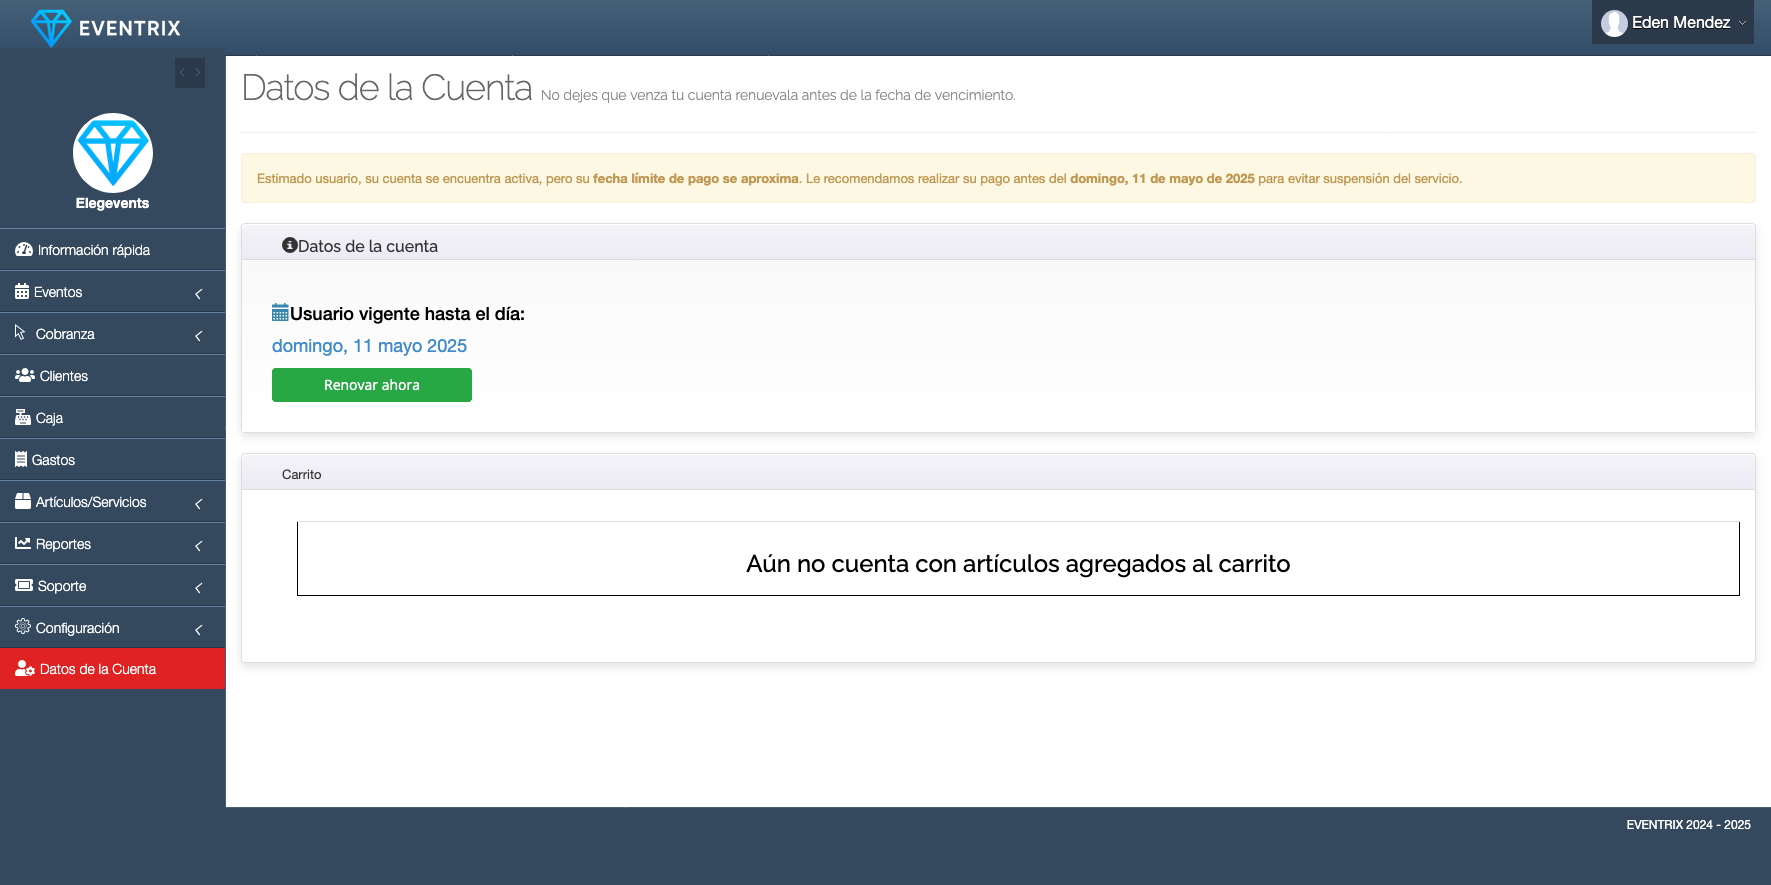 EVENTRIX
Eden Mendez
Elegevents
Información rápida
Eventos
Cobranza
Clientes
Caja
Gastos
Artículos/Servicios
Reportes
Soporte
Configuración
Datos de la Cuenta
Datos de la Cuenta No dejes que venza tu cuenta renuevala antes de la fecha de vencimiento.
Estimado usuario, su cuenta se encuentra activa, pero su fecha límite de pago se aproxima. Le recomendamos realizar su pago antes del domingo, 11 de mayo de 2025 para evitar suspensión del servicio.
Datos de la cuenta
Usuario vigente hasta el día:
domingo, 11 mayo 2025
Renovar ahora
Carrito
Aún no cuenta con artículos agregados al carrito
EVENTRIX 2024 - 2025